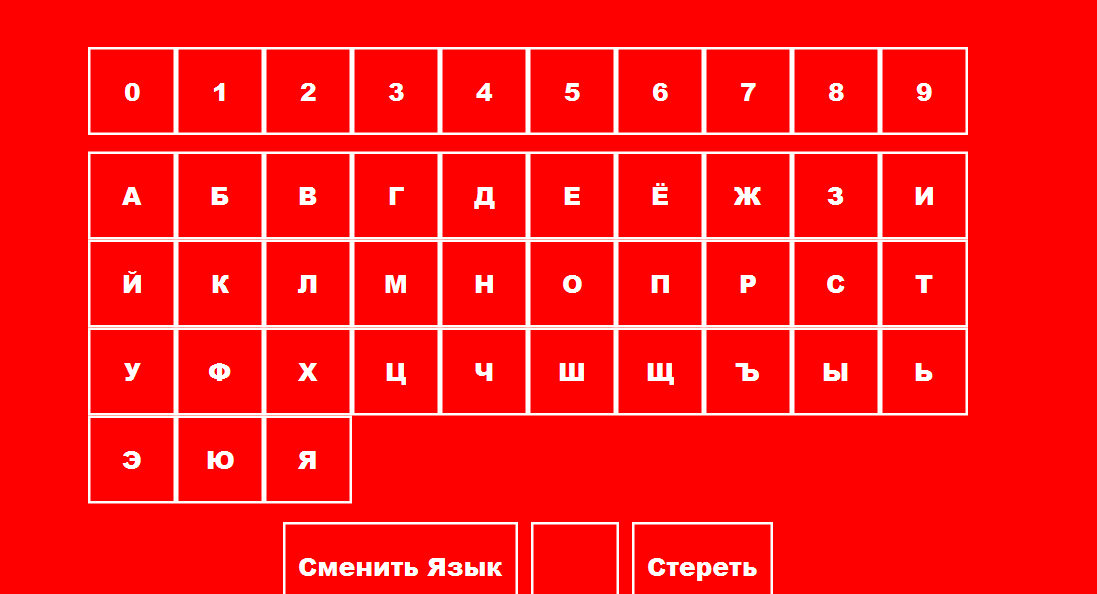 0 1 2 3 4 5 6 7 8 9
А Б В Г Д Е Ё Ж З И
Й К Л М Н О П Р С Т
У Ф Х Ц Ч Ш Щ Ъ Ы Ь
Э Ю Я
Сменить Язык Стереть